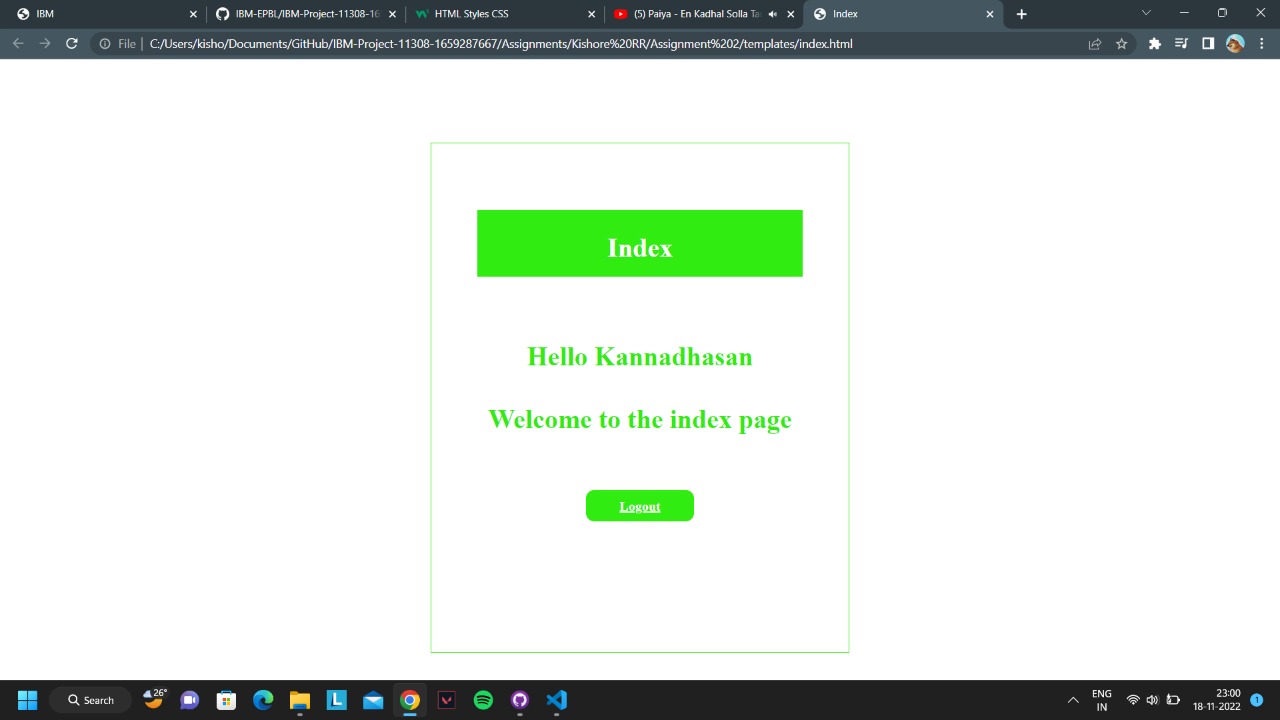 IBM
IBM-EPBL/IBM-Project-11308-16
HTML Styles CSS
(5) Paiya - En Kadhal Solla Ta
Index
File
C:/Users/kisho/Documents/GitHub/IBM-Project-11308-1659287667/Assignments/Kishore%20RR/Assignment%202/templates/index.html
Index
Hello Kannadhasan
Welcome to the index page
Logout
26°
Search
ENG
IN
23:00
18-11-2022
1